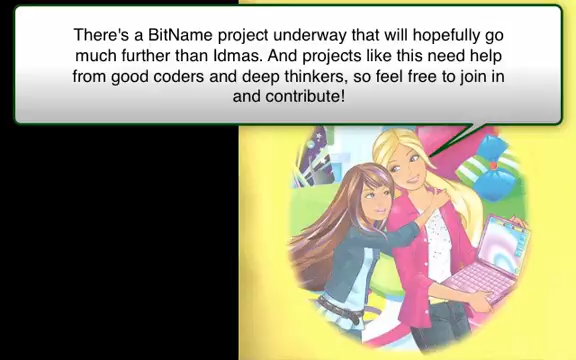 There's a BitName project underway that will hopefully go
much further than Idmas. And projects like this need help
from good coders and deep thinkers, so feel free to join in
and contribute!